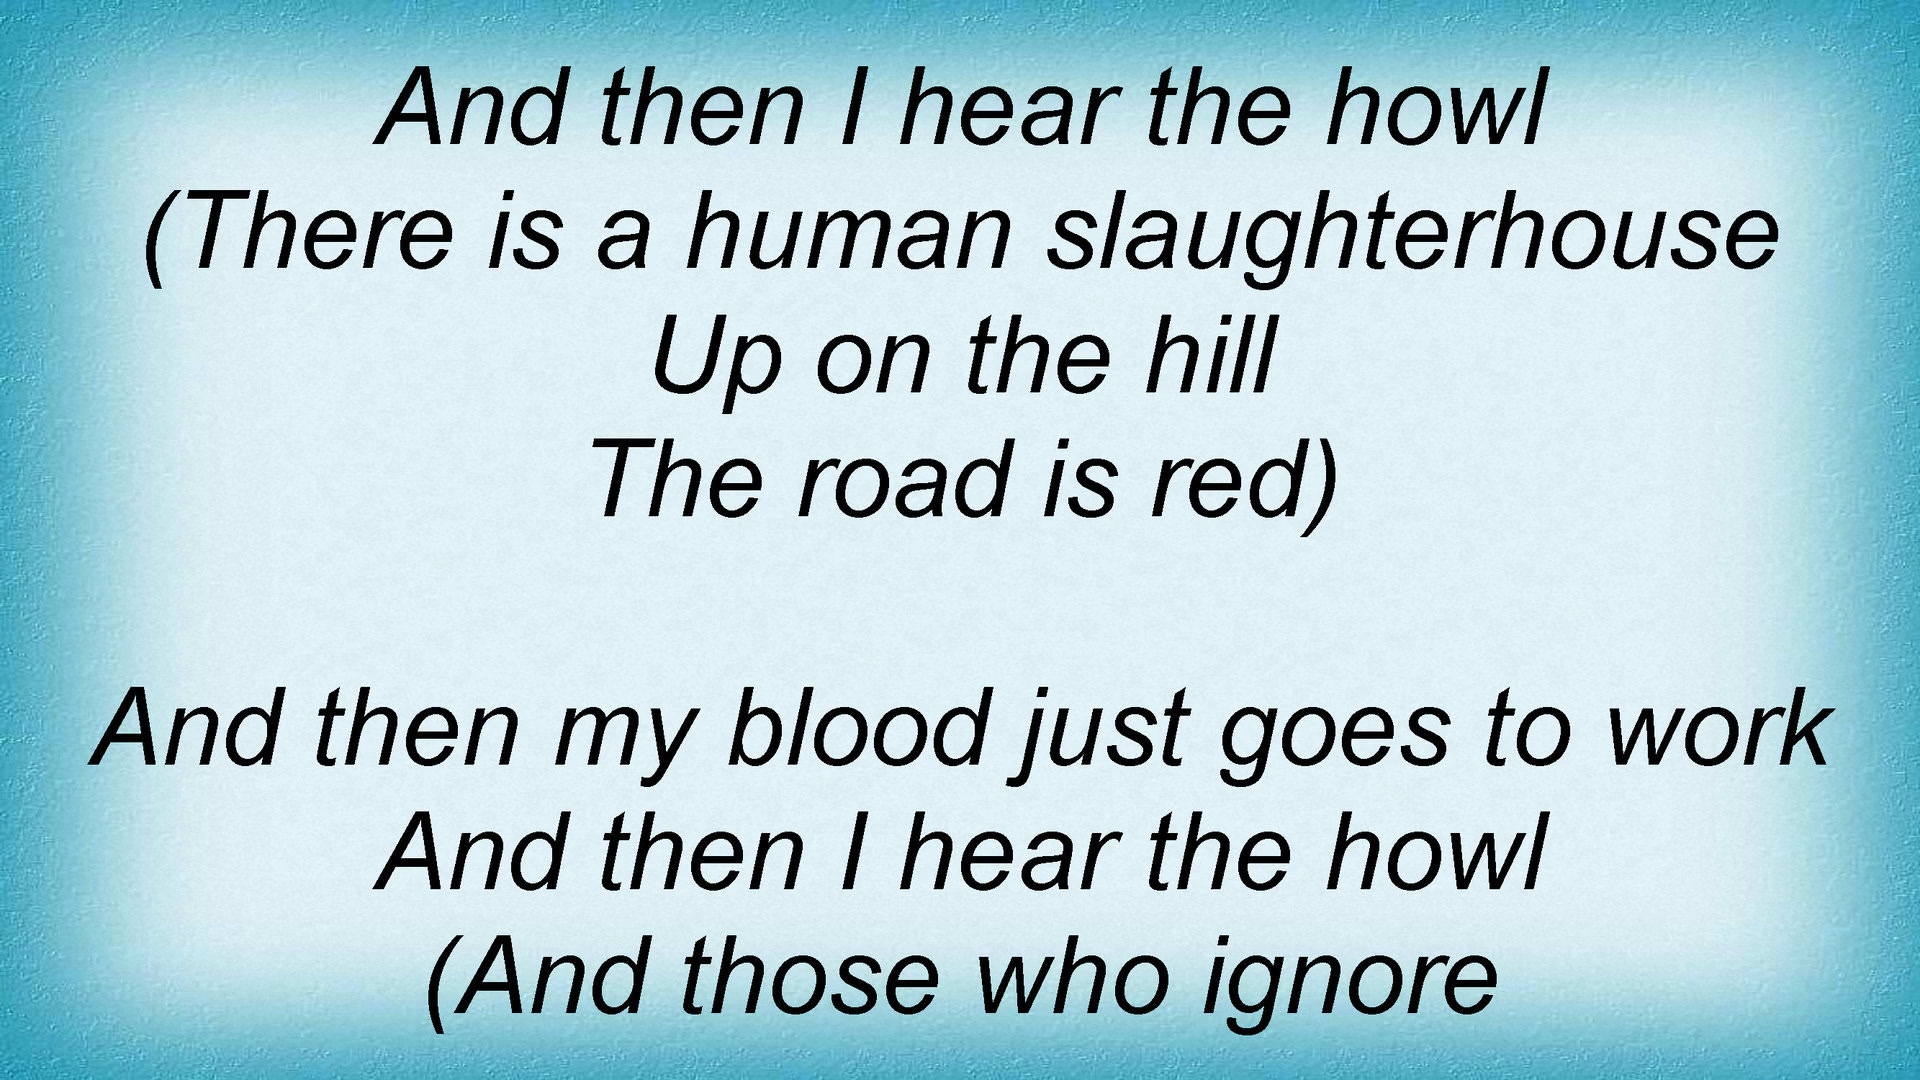 And then I hear the howl
(There is a human slaughterhouse
Up on the hill
The road is red)
And then my blood just goes to work
And then I hear the howl
(And those who ignore